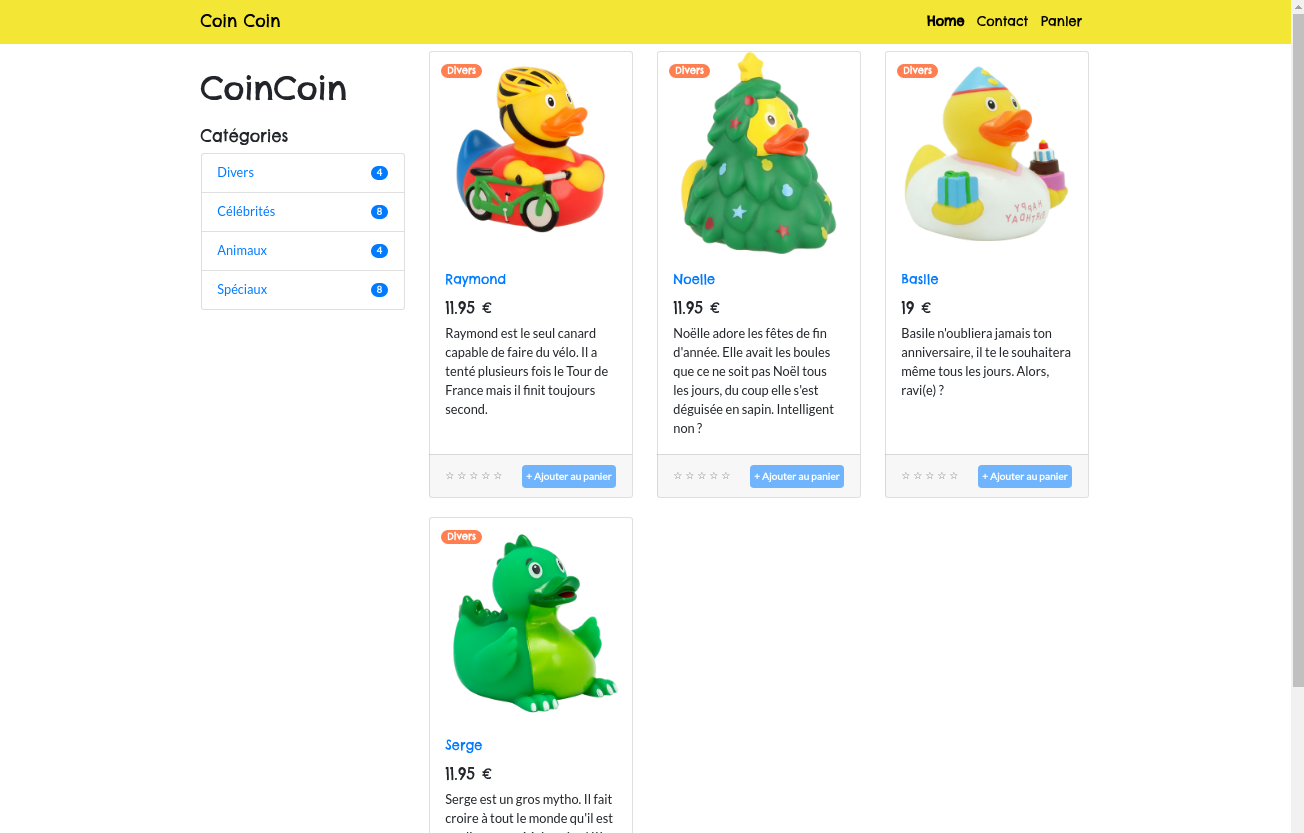 Coin Coin
Home Contact Panier
CoinCoin
Catégories
Divers 4
Célébrités 8
Animaux 4
Spéciaux 8
Divers
Raymond
11.95 €
Raymond est le seul canard
capable de faire du vélo. Il a
tenté plusieurs fois le Tour de
France mais il finit toujours
second.
☆ ☆ ☆ ☆ ☆ + Ajouter au panier
Divers
Noelle
11.95 €
Noëlle adore les fêtes de fin
d'année. Elle avait les boules
que ce ne soit pas Noël tous
les jours, du coup elle s'est
déguisée en sapin. Intelligent
non ?
☆ ☆ ☆ ☆ ☆ + Ajouter au panier
Divers
HAPPY
BIRTHDAY
Basile
19 €
Basile n'oubliera jamais ton
anniversaire, il te le souhaitera
même tous les jours. Alors,
ravi(e) ?
☆ ☆ ☆ ☆ ☆ + Ajouter au panier
Divers
Serge
11.95 €
Serge est un gros mytho. Il fait
croire à tout le monde qu'il est